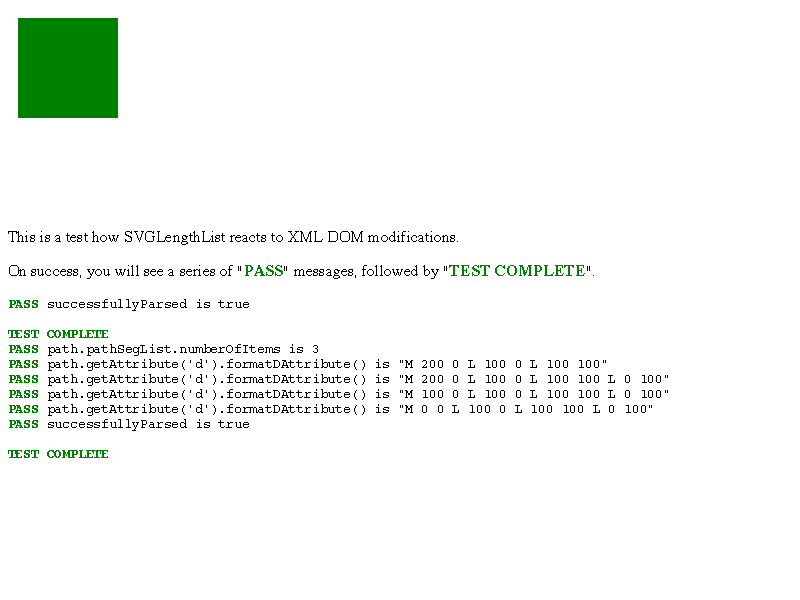 This is a test how SVGLengthList reacts to XML DOM modifications.
On success, you will see a series of "PASS" messages, followed by "TEST COMPLETE".
PASS successfullyParsed is true
TEST COMPLETE
PASS path.pathSegList.numberOfItems is 3
PASS path.getAttribute('d').formatDAttribute() is "M 200 0 L 100 0 L 100 100"
PASS path.getAttribute('d').formatDAttribute() is "M 200 0 L 100 0 L 100 100 L 0 100"
PASS path.getAttribute('d').formatDAttribute() is "M 100 0 L 100 0 L 100 100 L 0 100"
PASS path.getAttribute('d').formatDAttribute() is "M 0 0 L 100 0 L 100 100 L 0 100"
PASS successfullyParsed is true
TEST COMPLETE